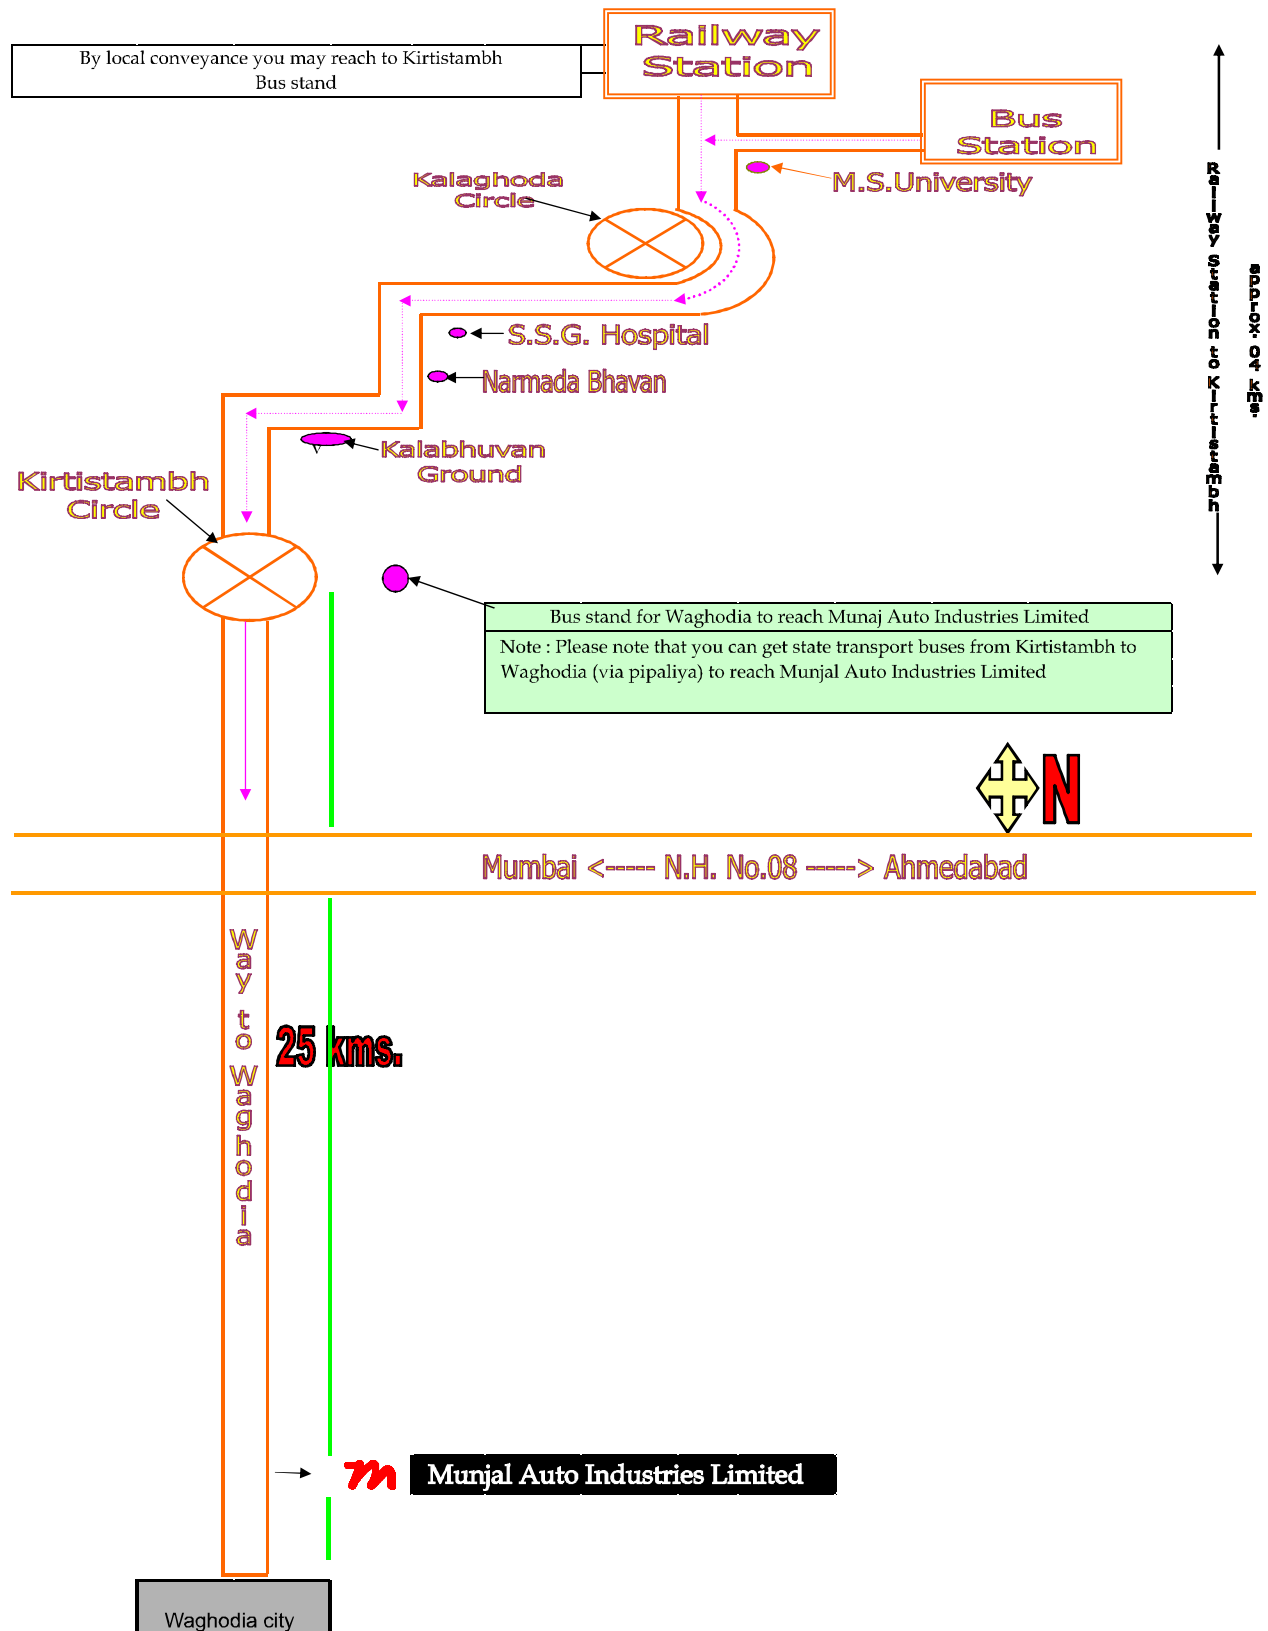 Railway
Station
By local conveyance you may reach to Kirtistambh
Bus stand
Bus
Station
M.S.University
Kalaghoda
Circle
Railway Station to Kirtistambh
approx. 04 kms.
S.S.G. Hospital
Narmada Bhavan
Kalabhuvan
Ground
Kirtistambh
Circle
Bus stand for Waghodia to reach Munaj Auto Industries Limited
Note : Please note that you can get state transport buses from Kirtistambh to
Waghodia (via pipaliya) to reach Munjal Auto Industries Limited
N
Mumbai <----- N.H. No.08 -----> Ahmedabad
Way to Waghodia
25 kms.
m
Munjal Auto Industries Limited
Waghodia city